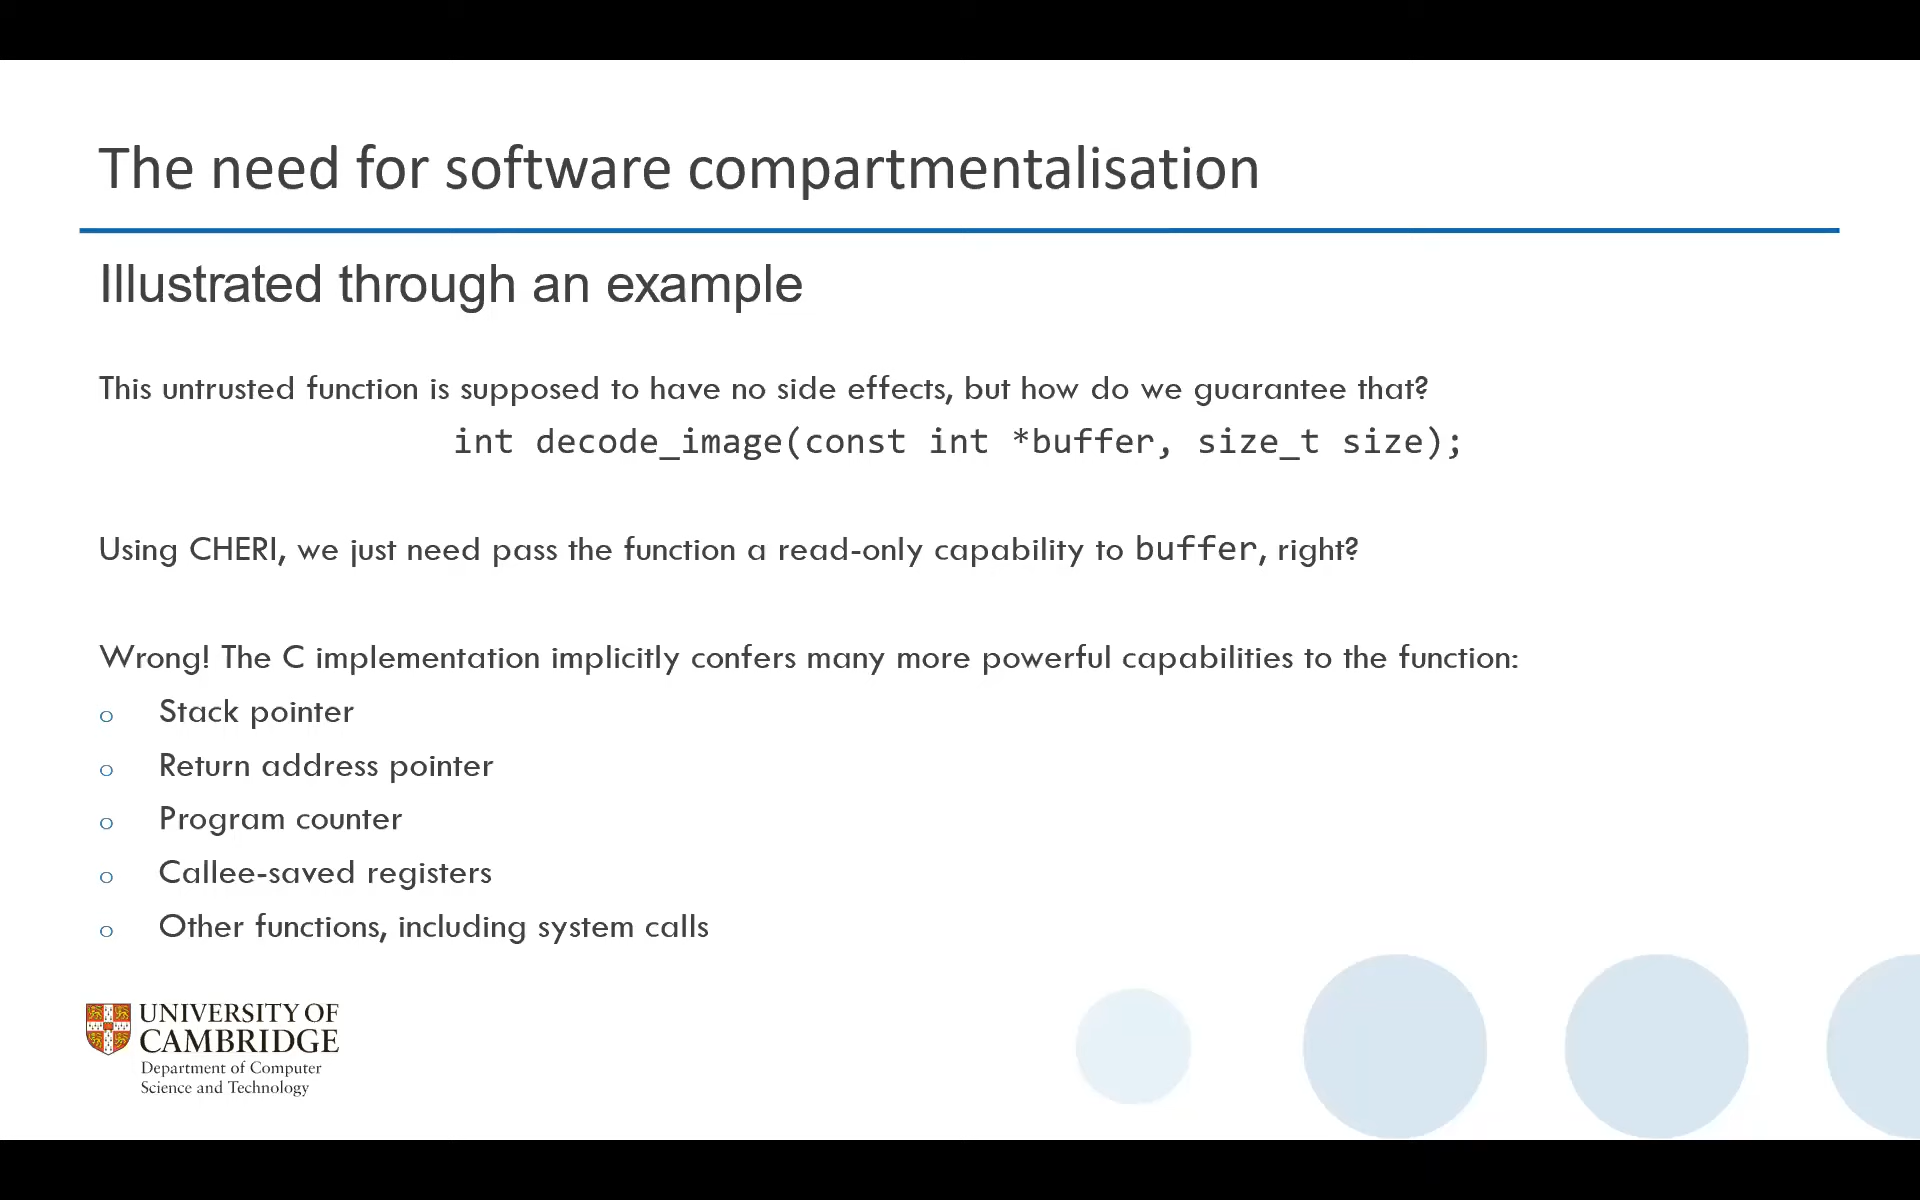 The need for software compartmentalisation
Illustrated through an example
This untrusted function is supposed to have no side effects, but how do we guarantee that?
int decode_image(const int *buffer, size_t size);
Using CHERI, we just need pass the function a read-only capability to buffer, right?
Wrong! The C implementation implicitly confers many more powerful capabilities to the function:
o Stack pointer
o Return address pointer
o Program counter
o Callee-saved registers
o Other functions, including system calls
UNIVERSITY OF
CAMBRIDGE
Department of Computer
Science and Technology